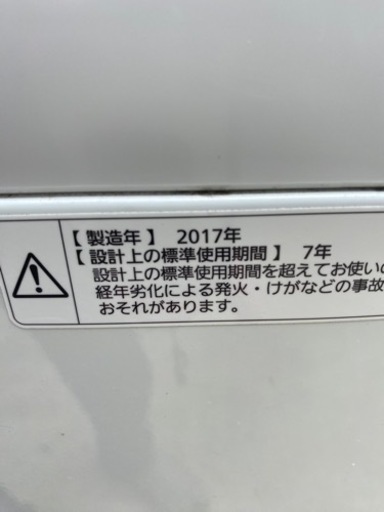 【 製造年 】 2017年
【 設計上の標準使用期間 】 7年
設計上の標準使用期間を超えてお使いの
経年劣化による発火・けがなどの事故
おそれがあります。